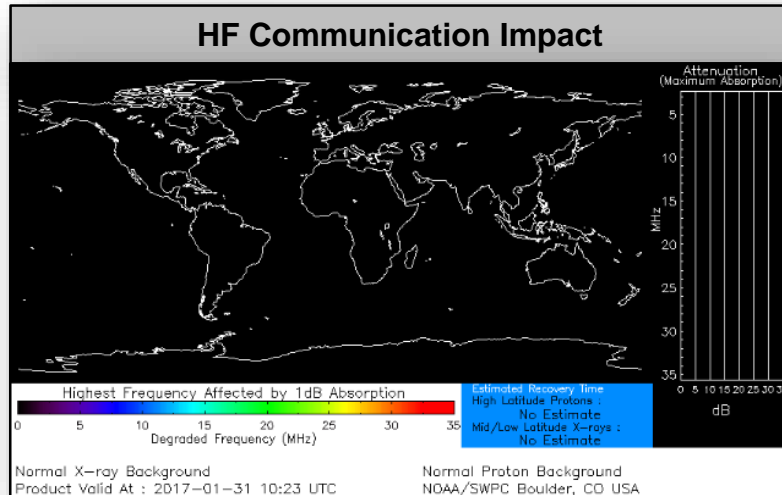 HF Communication Impact
Attenuation
(Maximum Absorption)
5
10
15
20
25
30
35
MHz
0 5 10 15 20 25 30 3
dB
Highest Frequency Affected by 1dB Absorption
0 5 10 15 20 25 30 35
Degraded Frequency (MHz)
Estimated Recovery Time
High Latitude Protons :
No Estimate
Mid/Low Latitude X-rays :
No Estimate
Normal X-ray Background
Product Valid At : 2017-01-31 10:23 UTC
Normal Proton Background
NOAA/SWPC Boulder, CO USA